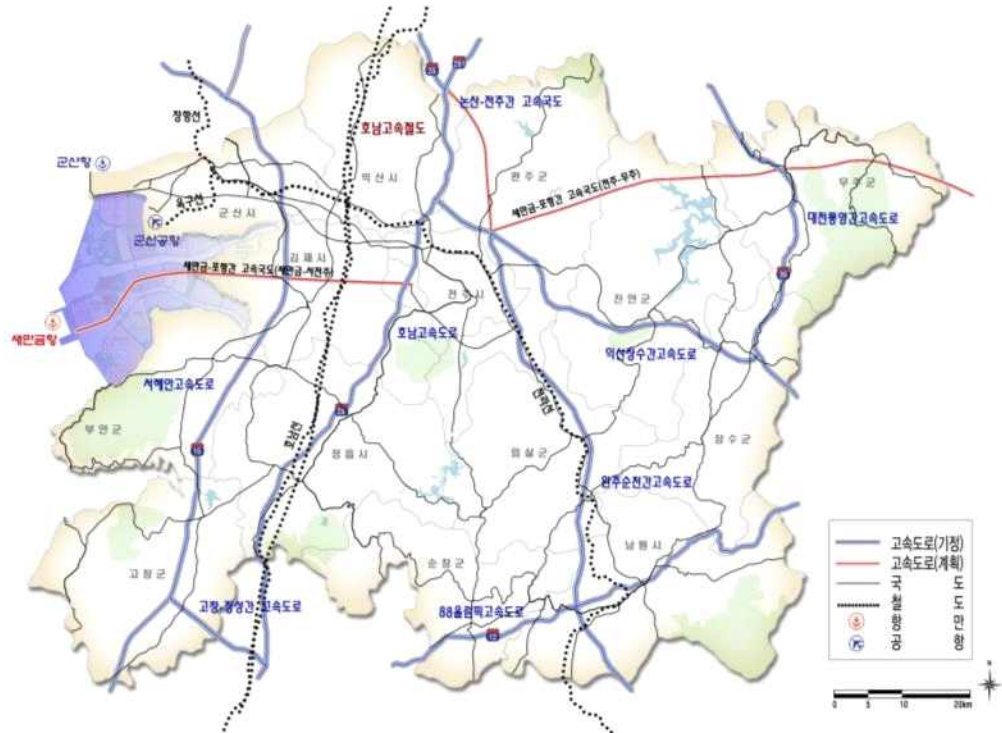 25
251
논산-전주간 고속국도
장항선
호남고속철도
군산항
익산시
완주군
무주군
옥구선
새만금-포항간 고속국도(전주-무주)
군산시
대전통영간고속도로
군산공항
김제시
새만금-포항간 고속국도(새만금-서전주)
35
전주시
진안군
새만금항
호남고속도로
익산장수간고속도로
서해안고속도로
전라선
25
호남선
부안군
15
정읍시
임실군
장수군
완주순천간고속도로
남원시
고창군
순창군
고창-장성간 고속도로
88올림픽고속도로
12
고속도로(기정)
고속도로(계획)
국 도
철 도
항 만
공 항
N
0 5 10 20km